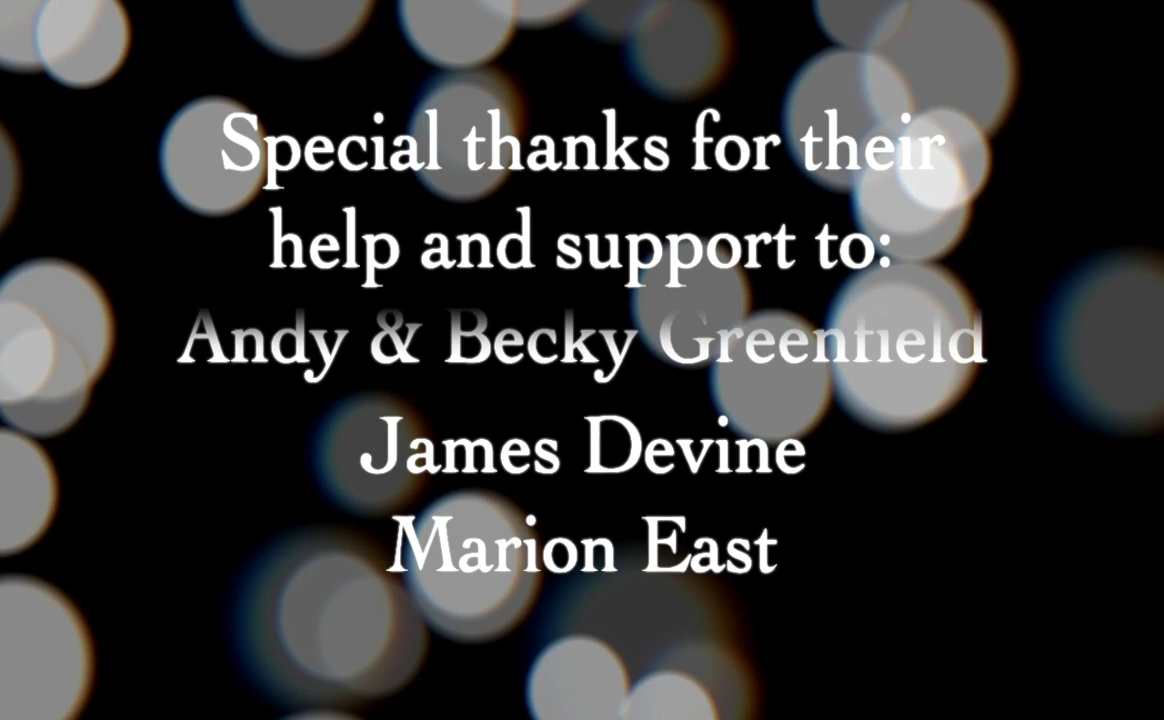 Special thanks for their
help and support to:
Andy & Becky Greenfield
James Devine
Marion East